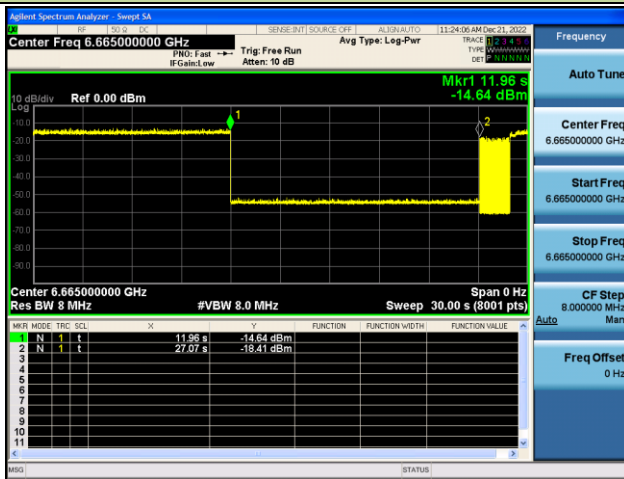 Agilent Spectrum Analyzer - Swept SA
RF 50 Ω DC SENSE:INT SOURCE OFF ALIGN AUTO 11:24:06 AM Dec 21, 2022
Center Freq 6.665000000 GHz Avg Type: Log-Pwr TRACE 1 2 3 4 5
PNO: Fast Trig: Free Run TYPE
IFGain:Low Atten: 10 dB DET P N N N N N
Mkr1 11.96 s
-14.64 dBm
10 dB/div Ref 0.00 dBm
Log
1
-10.0
2
-20.0
-30.0
-40.0
-50.0
-60.0
-70.0
-80.0
-90.0
Center 6.665000000 GHz Span 0 Hz
Res BW 8 MHz #VBW 8.0 MHz Sweep 30.00 s (8001 pts)
MKR MODE TRC SCL X Y FUNCTION FUNCTION WIDTH FUNCTION VALUE
1 N 1 t 11.96 s -14.64 dBm
2 N 1 t 27.07 s -18.41 dBm
3
4
5
6
7
8
9
10
11
MSG STATUS
Frequency
Auto Tune
Center Freq
6.665000000 GHz
Start Freq
6.665000000 GHz
Stop Freq
6.665000000 GHz
CF Step
8.000000 MHz
Auto Man
Freq Offset
0 Hz